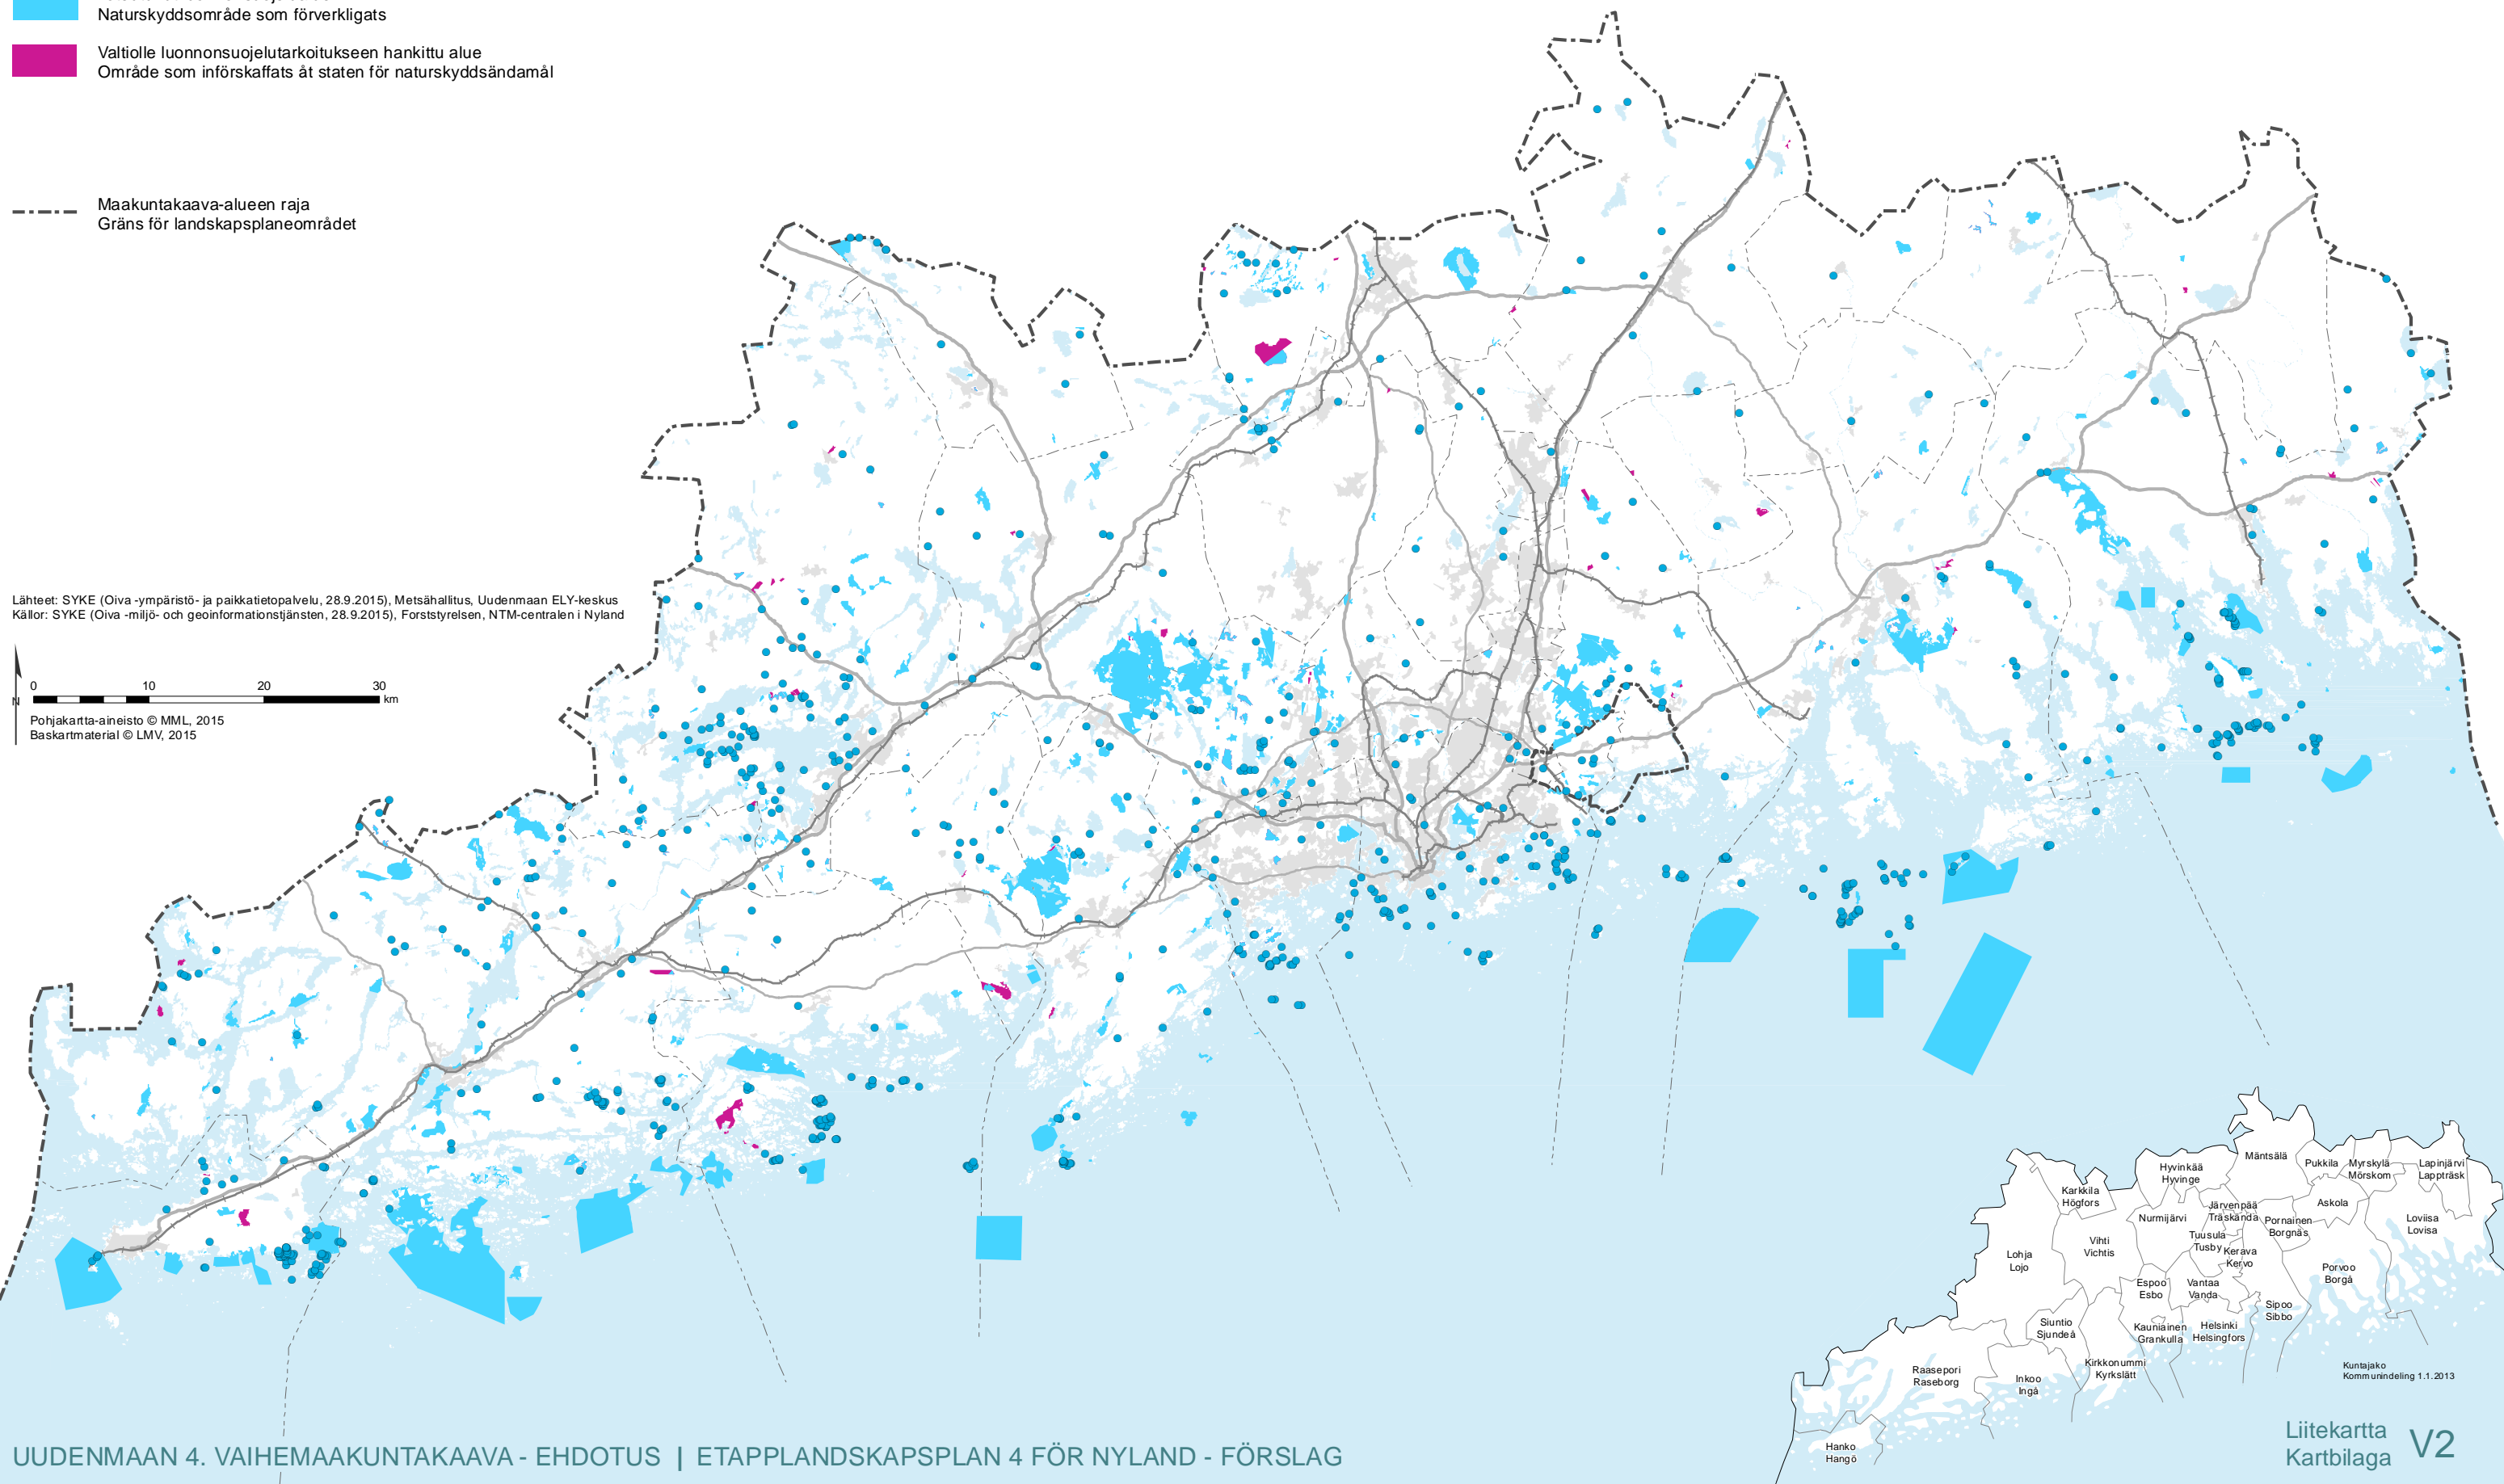 Naturskyddsområde som förverkligats
Valtiolle luonnonsuojelutarkoitukseen hankittu alue
Område som införskaffats åt staten för naturskyddsändamål
Maakuntakaava-alueen raja
Gräns för landskapsplaneområdet
Lähteet: SYKE (Oiva -ympäristö- ja paikkatietopalvelu, 28.9.2015), Metsähallitus, Uudenmaan ELY-keskus
Källor: SYKE (Oiva -miljö- och geoinformationstjänsten, 28.9.2015), Forststyrelsen, NTM-centralen i Nyland
0 10 20 30
km
N
Pohjakartta-aineisto © MML, 2015
Baskartmaterial © LMV, 2015
Mäntsälä
Hyvinkää
Hyvinge
Pukkila
Myrskylä
Mörskom
Lapinjärvi
Lappträsk
Karkkila
Högfors
Järvenpää
Träskända
Askola
Nurmijärvi
Pornainen
Borgnäs
Loviisa
Lovisa
Vihti
Vichtis
Tuusula
Tusby
Kerava
Kervo
Lohja
Lojo
Porvoo
Borgå
Espoo
Esbo
Vantaa
Vanda
Sipoo
Sibbo
Siuntio
Sjundeå
Kauniainen
Grankulla
Helsinki
Helsingfors
Kirkkonummi
Kyrkslätt
Raasepori
Raseborg
Inkoo
Ingå
Kuntajako
Kommunindeling 1.1.2013
Hanko
Hangö
Liitekartta
Kartbilaga
V2
UUDENMAAN 4. VAIHEMAAKUNTAKAAVA - EHDOTUS | ETAPPLANDSKAPSPLAN 4 FÖR NYLAND - FÖRSLAG